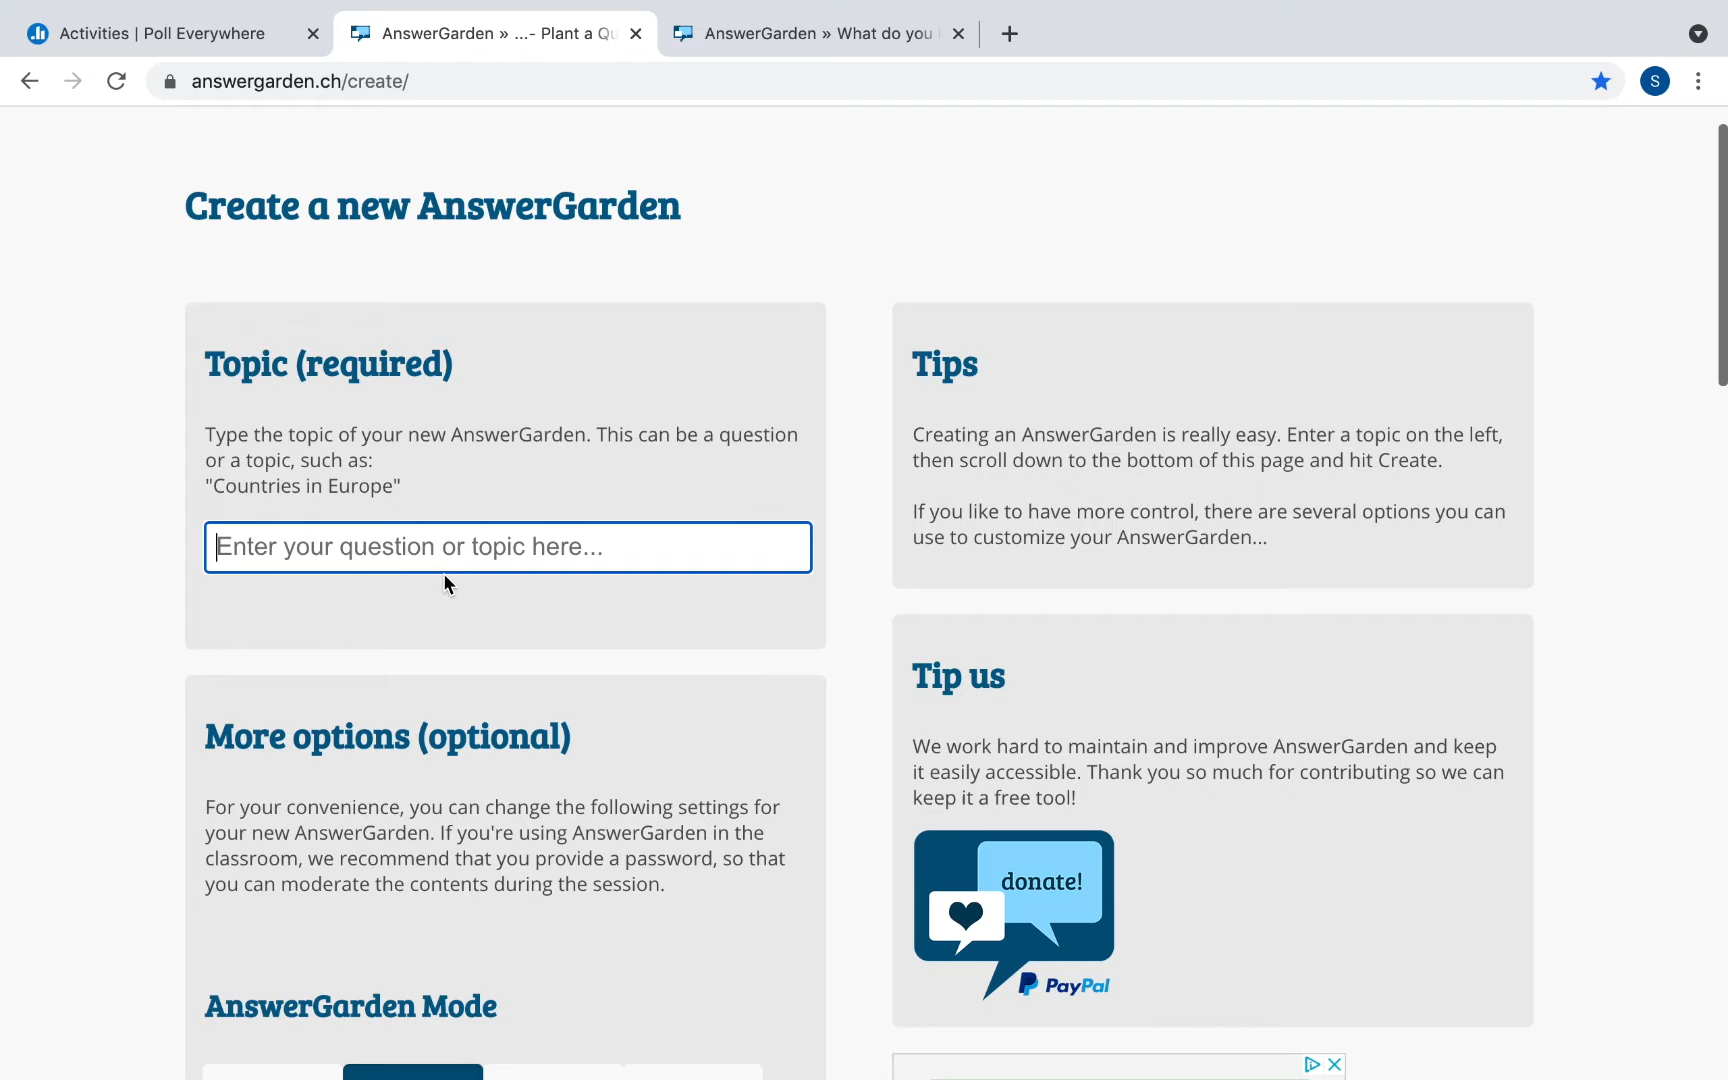 Activities | Poll Everywhere
AnswerGarden » ...- Plant a Qu
AnswerGarden » What do you
answergarden.ch/create/
S
Create a new AnswerGarden
Topic (required)
Type the topic of your new AnswerGarden. This can be a question
or a topic, such as:
"Countries in Europe"
Enter your question or topic here...
More options (optional)
For your convenience, you can change the following settings for
your new AnswerGarden. If you're using AnswerGarden in the
classroom, we recommend that you provide a password, so that
you can moderate the contents during the session.
AnswerGarden Mode
Tips
Creating an AnswerGarden is really easy. Enter a topic on the left,
then scroll down to the bottom of this page and hit Create.
If you like to have more control, there are several options you can
use to customize your AnswerGarden...
Tip us
We work hard to maintain and improve AnswerGarden and keep
it easily accessible. Thank you so much for contributing so we can
keep it a free tool!
donate!
PayPal